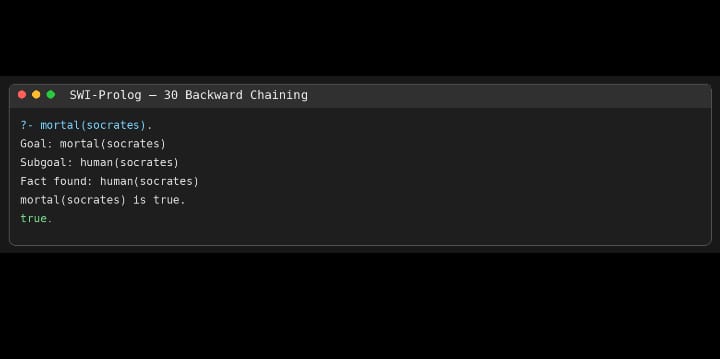 SWI-Prolog — 30 Backward Chaining
?- mortal(socrates).
Goal: mortal(socrates)
Subgoal: human(socrates)
Fact found: human(socrates)
mortal(socrates) is true.
true.